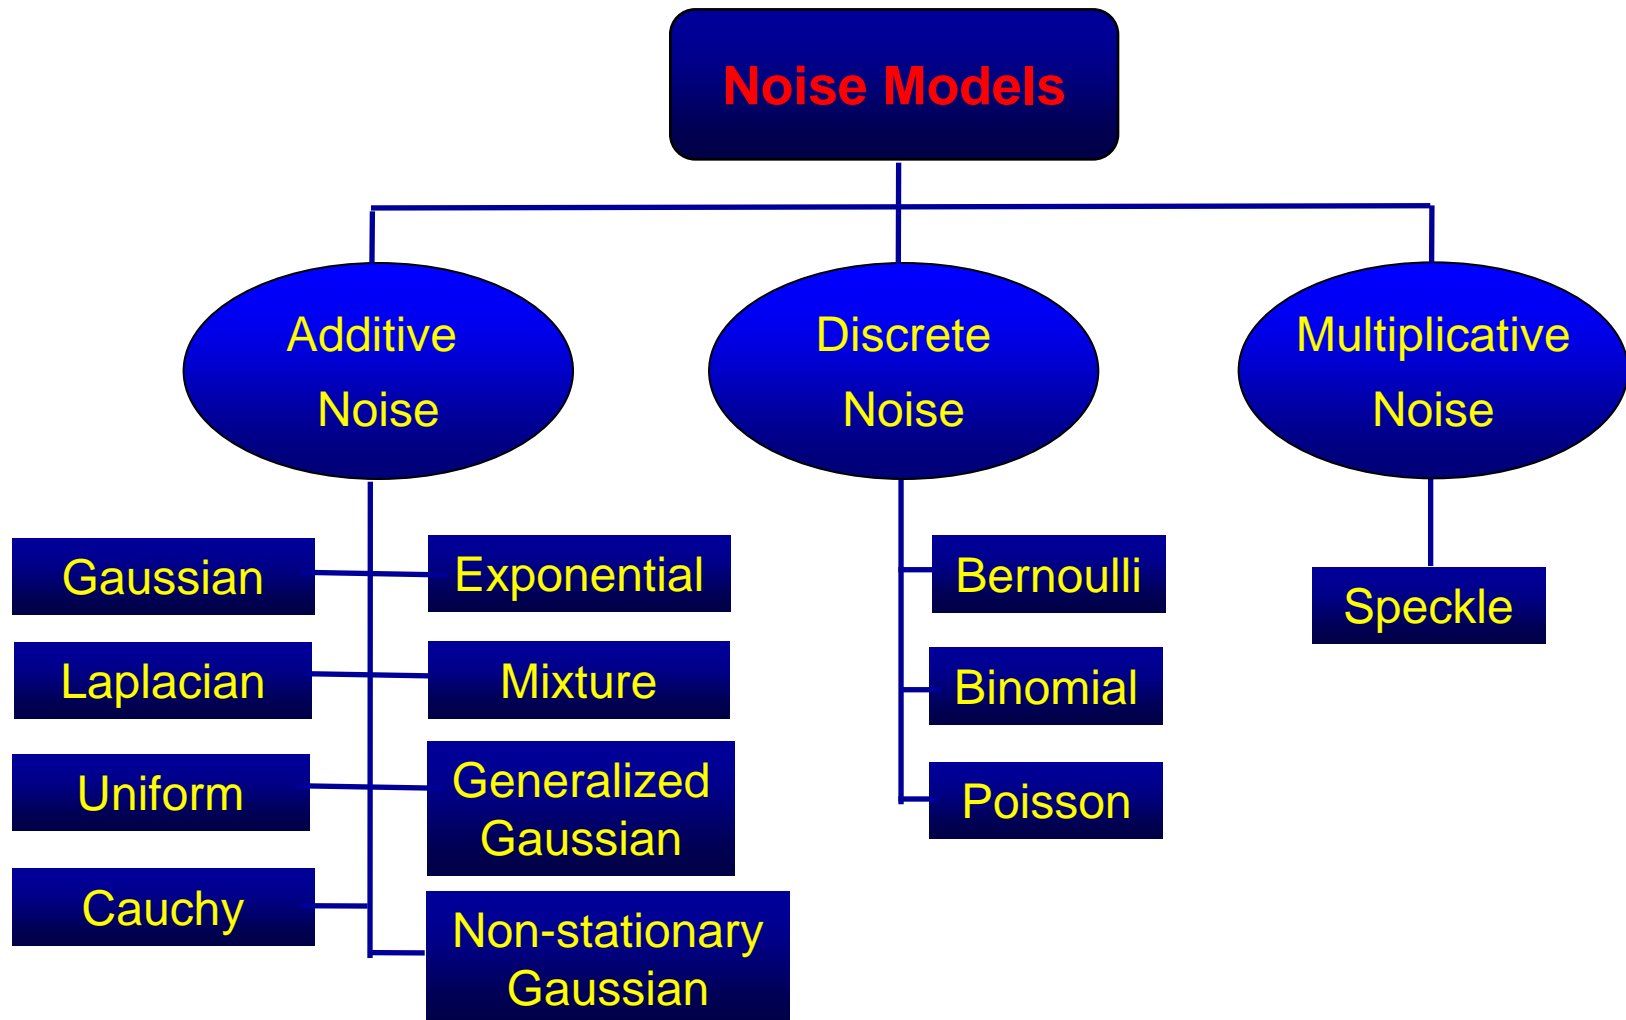 Noise Models
Additive
Noise
Discrete
Noise
Multiplicative
Noise
Gaussian
Exponential
Laplacian
Mixture
Uniform
Generalized
Gaussian
Cauchy
Non-stationary
Gaussian
Bernoulli
Binomial
Poisson
Speckle